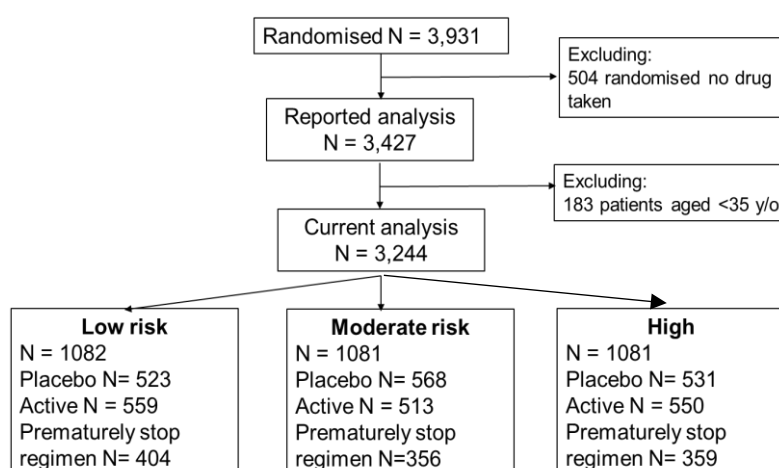 Randomised N = 3,931
Excluding:
504 randomised no drug
taken
Reported analysis
N = 3,427
Excluding:
183 patients aged <35 y/o
Current analysis
N = 3,244
Low risk
N = 1082
Placebo N= 523
Active N = 559
Prematurely stop
regimen N= 404
Moderate risk
N = 1081
Placebo N= 568
Active N = 513
Prematurely stop
regimen N=356
High
N = 1081
Placebo N= 531
Active N = 550
Prematurely stop
regimen N= 359